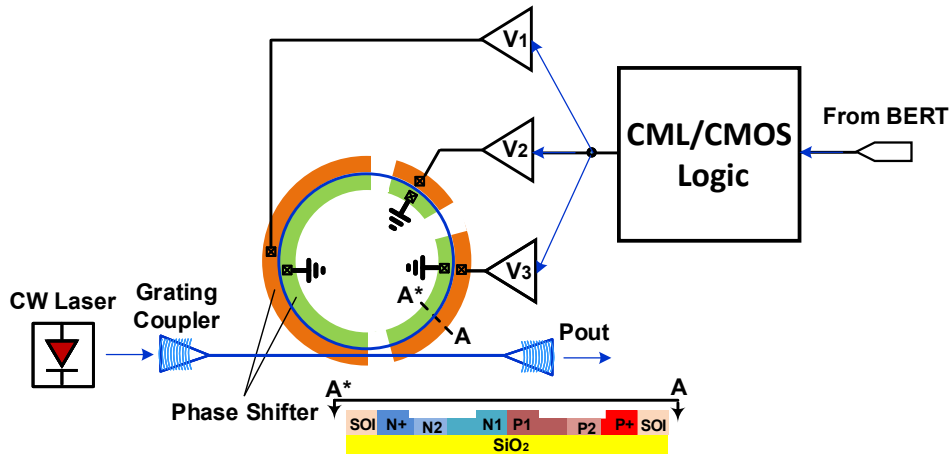 V1
From BERT
CML/CMOS
Logic
V2
V3
A*
A
CW Laser
Grating
Coupler
Pout
Phase Shifter
A*
A
SOI
N+
N2
N1
P1
P2
P+
SOI
SiO2